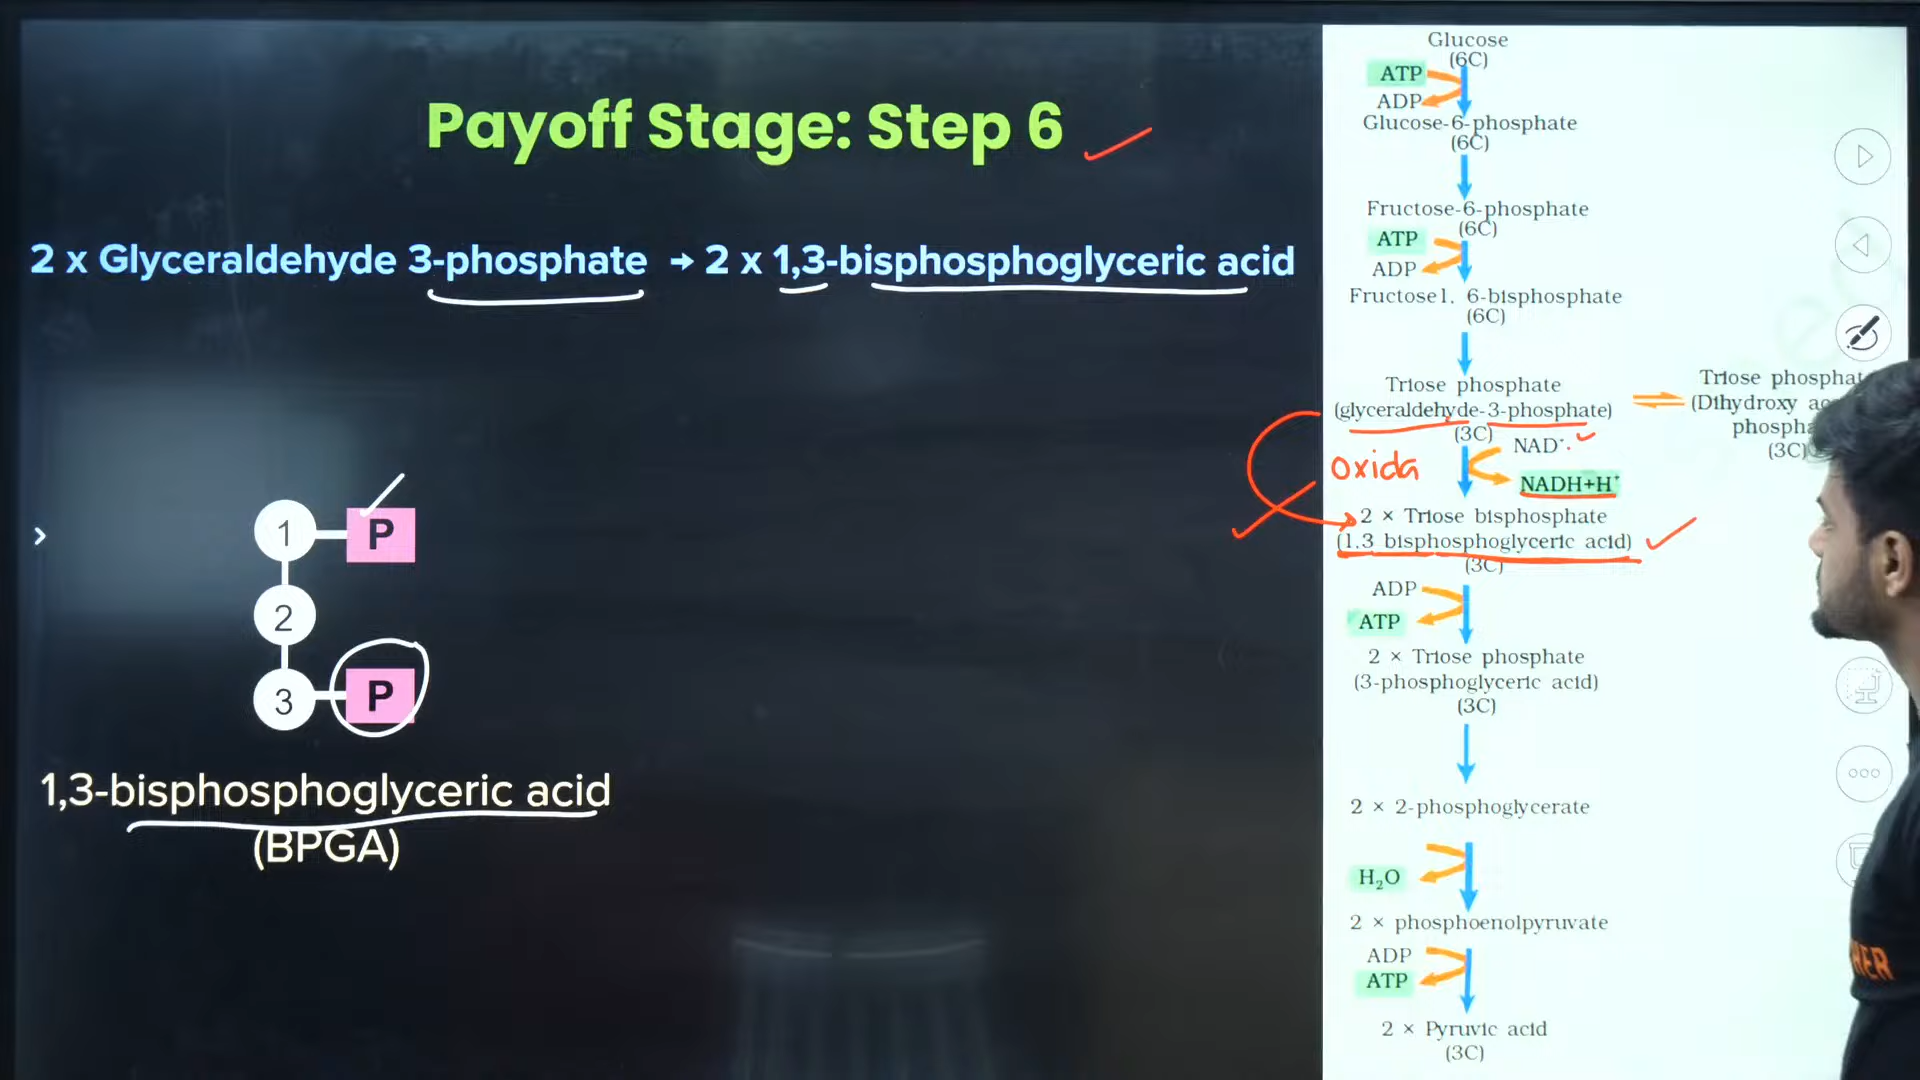 Payoff Stage: Step 6
2 x Glyceraldehyde 3-phosphate → 2 x 1,3-bisphosphoglyceric acid
1 P
2
3 P
1,3-bisphosphoglyceric acid
(BPGA)
Glucose
(6C)
ATP
ADP
Glucose-6-phosphate
(6C)
Fructose-6-phosphate
(6C)
ATP
ADP
Fructose1, 6-bisphosphate
(6C)
Triose phosphate
(glyceraldehyde-3-phosphate)
(3C)
Triose
(Dihydroxy
(3C)
NAD⁺
Oxida
NADH+H⁺
2 × Triose bisphosphate
(1,3 bisphosphoglyceric acid)
(3C)
ADP
ATP
2 × Triose phosphate
(3-phosphoglyceric acid)
(3C)
2 × 2-phosphoglycerate
H₂O
2 × phosphoenolpyruvate
ADP
ATP
2 × Pyruvic acid
(3C)